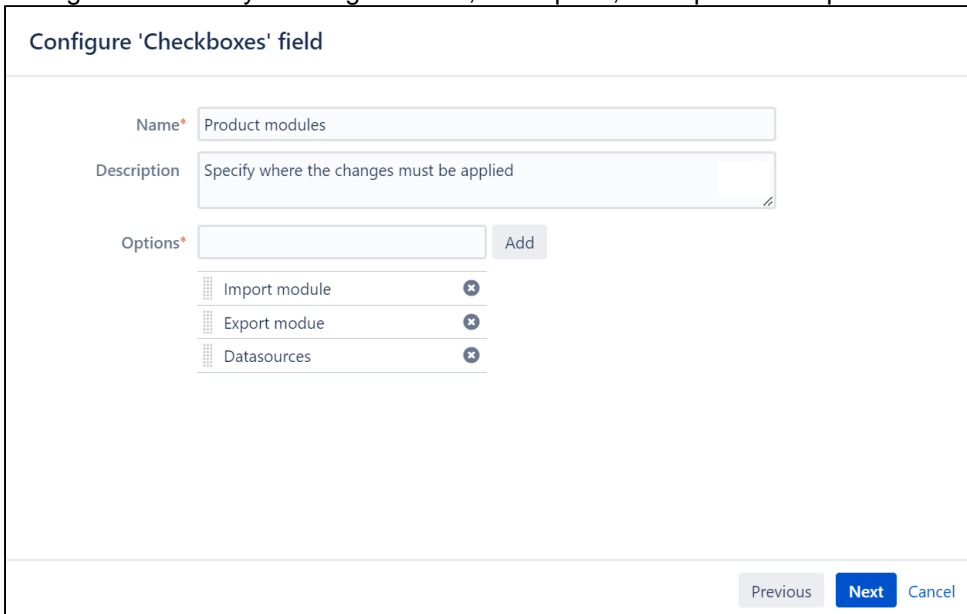 Configure 'Checkboxes' field
Name* Product modules
Description Specify where the changes must be applied
Options* Add
Import module
Export modue
Datasources
Previous Next Cancel